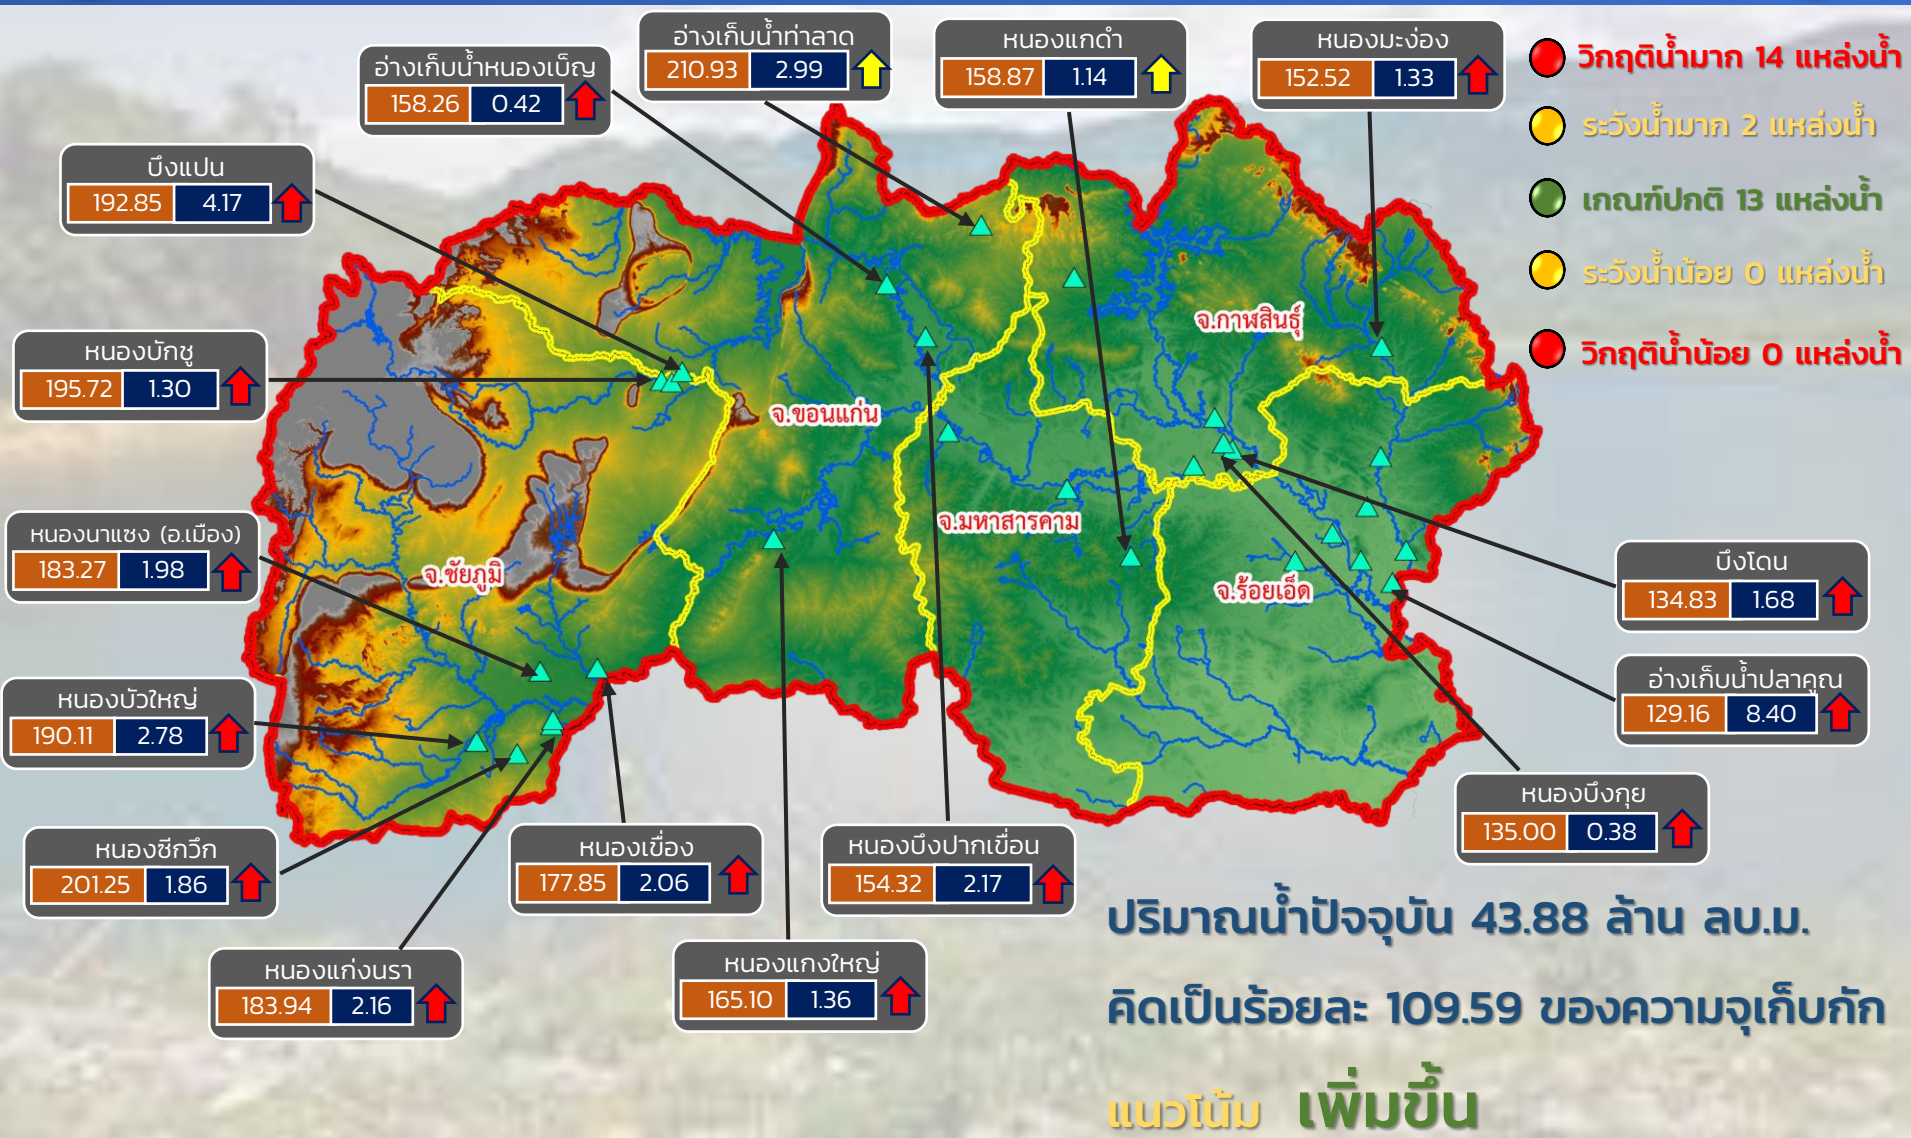 อ่างเก็บน้ำท่าลาด
210.93 2.99
หนองแกดำ
158.87 1.14
หนองมะง่อง
152.52 1.33
วิกฤติน้ำมาก 14 แหล่งน้ำ
อ่างเก็บน้ำหนองเบ็ญ
158.26 0.42
ระวังน้ำมาก 2 แหล่งน้ำ
บึงแปน
192.85 4.17
เกณฑ์ปกติ 13 แหล่งน้ำ
ระวังน้ำน้อย 0 แหล่งน้ำ
วิกฤติน้ำน้อย 0 แหล่งน้ำ
หนองบักชู
195.72 1.30
จ.กาฬสินธุ์
จ.ขอนแก่น
จ.มหาสารคาม
จ.ชัยภูมิ
จ.ร้อยเอ็ด
หนองนาแซง (อ.เมือง)
183.27 1.98
บึงโดน
134.83 1.68
หนองบัวใหญ่
190.11 2.78
อ่างเก็บน้ำปลาคูณ
129.16 8.40
หนองบึงกุย
135.00 0.38
หนองซีกวึก
201.25 1.86
หนองเขื่อง
177.85 2.06
หนองบึงปากเขื่อน
154.32 2.17
หนองแก่งนรา
183.94 2.16
หนองแกงใหญ่
165.10 1.36
ปริมาณน้ำปัจจุบัน 43.88 ล้าน ลบ.ม.
คิดเป็นร้อยละ 109.59 ของความจุเก็บกัก
แนวโน้ม เพิ่มขึ้น